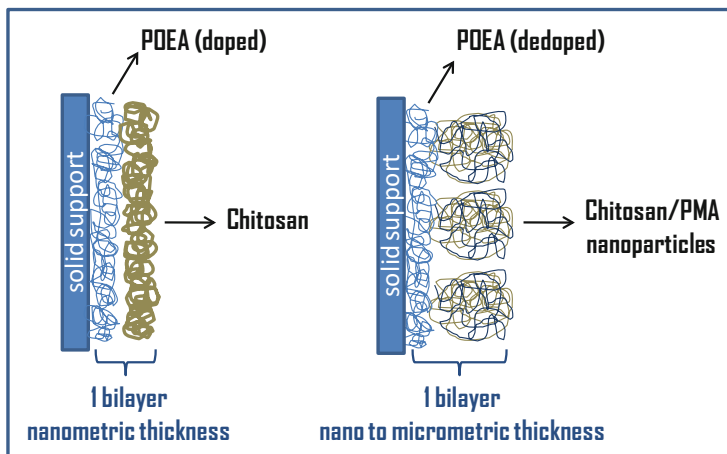 POEA (doped)
solid support
Chitosan
1 bilayer
nanometric thickness
POEA (dedoped)
solid support
Chitosan/PMA
nanoparticles
1 bilayer
nano to micrometric thickness